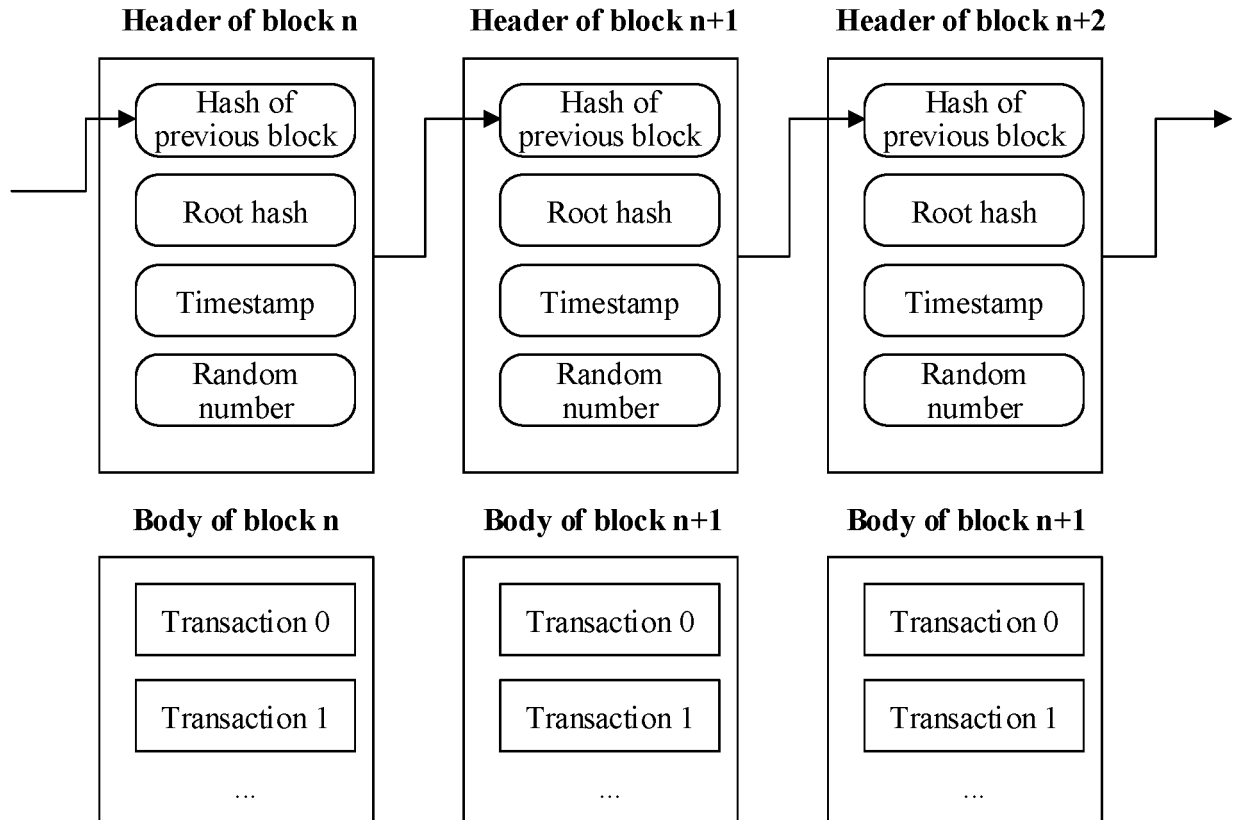 Header of block n
Header of block n+1
Header of block n+2
Hash of
previous block
Root hash
Timestamp
Random
number
Hash of
previous block
Root hash
Timestamp
Random
number
Hash of
previous block
Root hash
Timestamp
Random
number
Body of block n
Body of block n+1
Body of block n+1
Transaction 0
Transaction 1
...
Transaction 0
Transaction 1
...
Transaction 0
Transaction 1
...